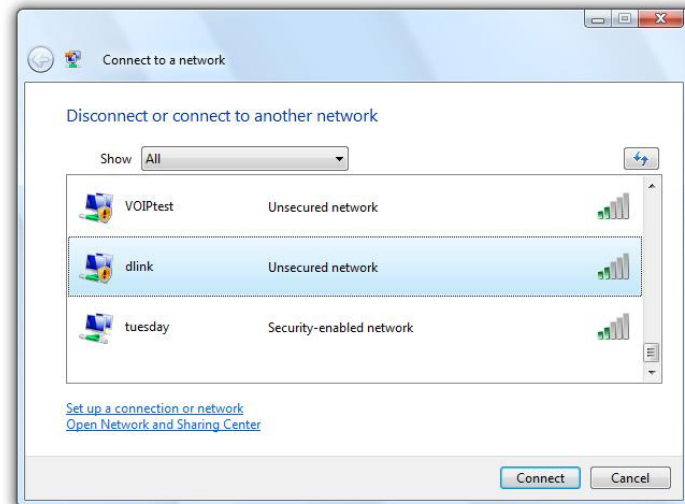 Connect to a network
Disconnect or connect to another network
Show All
VOIPtest Unsecured network
dlink Unsecured network
tuesday Security-enabled network
Set up a connection or network
Open Network and Sharing Center
Connect Cancel